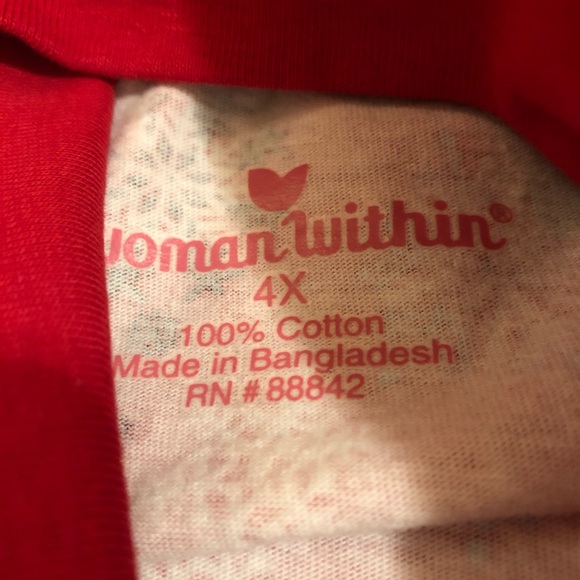 woman within®
4X
100% Cotton
Made in Bangladesh
RN # 88842